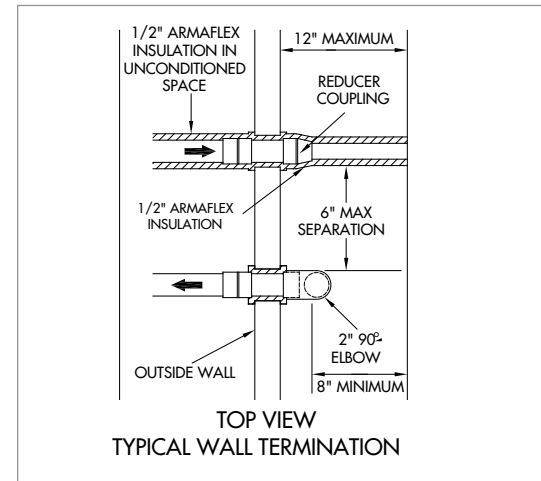 1/2" ARMAFLEX
INSULATION IN
UNCONDITIONED
SPACE
12" MAXIMUM
REDUCER
COUPLING
1/2" ARMAFLEX
INSULATION
6" MAX
SEPARATION
2" 90°
ELBOW
OUTSIDE WALL
8" MINIMUM
TOP VIEW
TYPICAL WALL TERMINATION